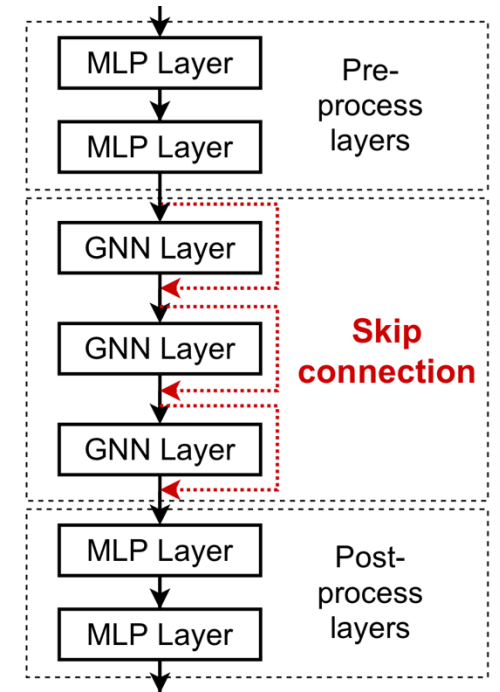 MLP Layer
MLP Layer
Pre-
process
layers
GNN Layer
GNN Layer
GNN Layer
Skip
connection
MLP Layer
MLP Layer
Post-
process
layers